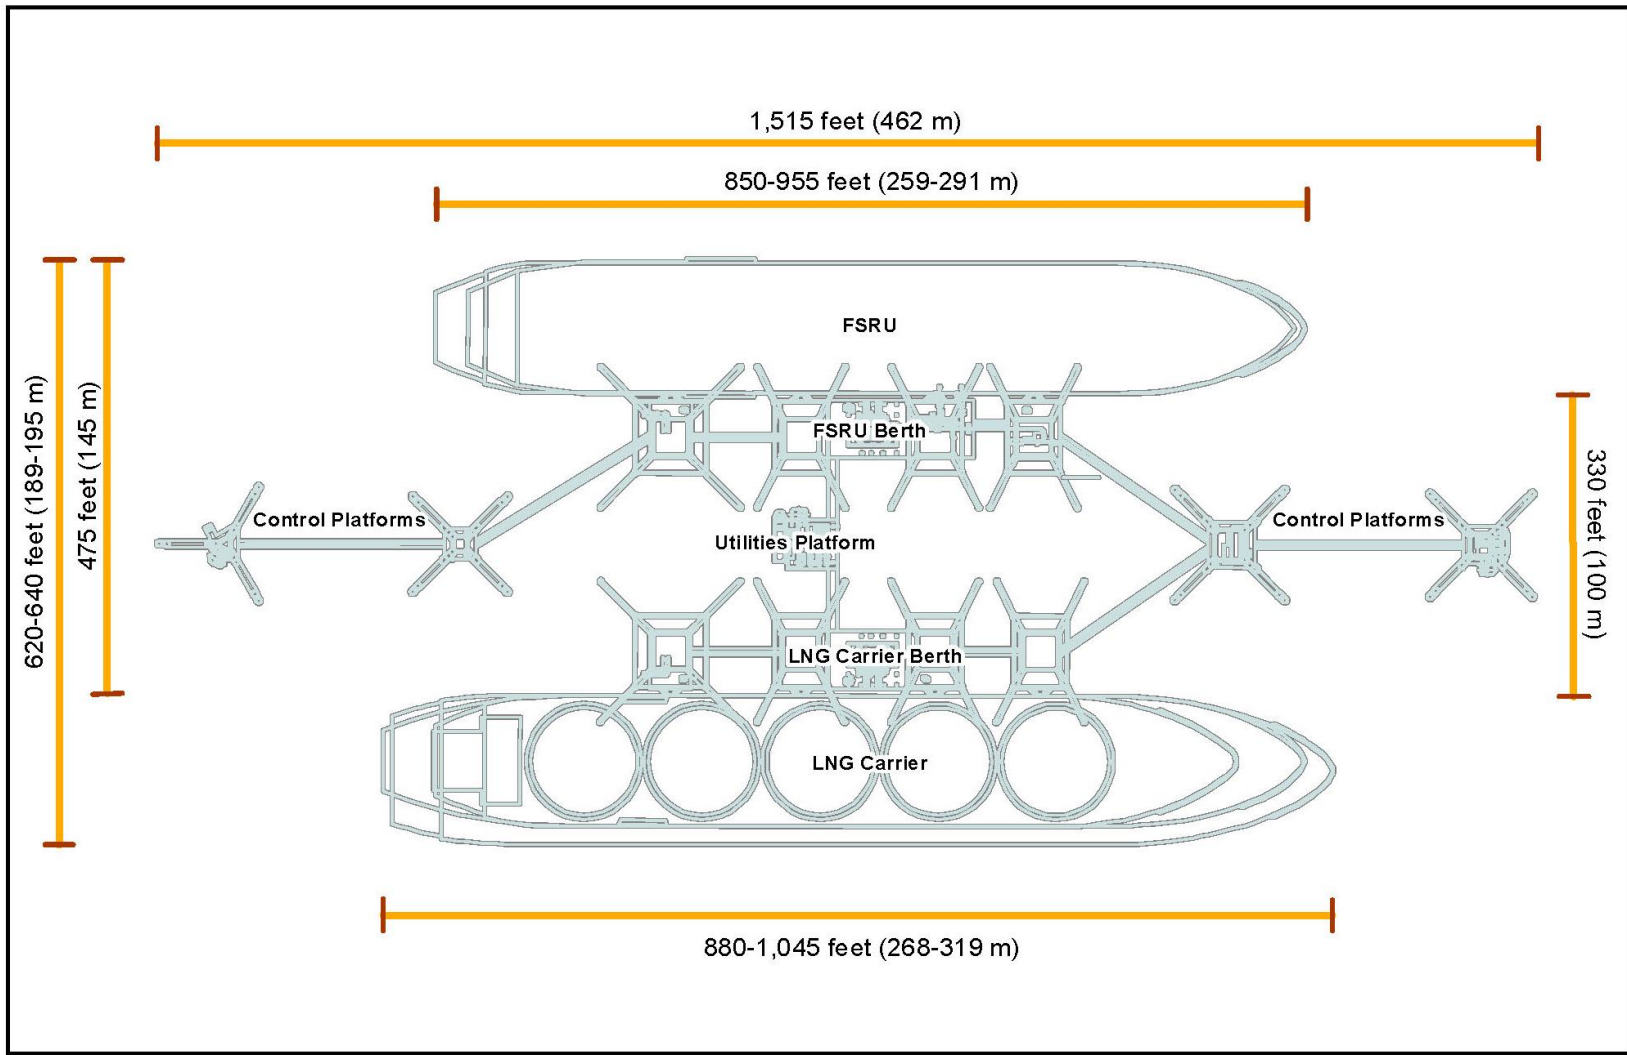 1,515 feet (462 m)
850-955 feet (259-291 m)
FSRU
FSRU Berth
Control Platforms
Control Platforms
Utilities Platform
LNG Carrier Berth
LNG Carrier
620-640 feet (189-195 m)
475 feet (145 m)
330 feet (100 m)
880-1,045 feet (268-319 m)